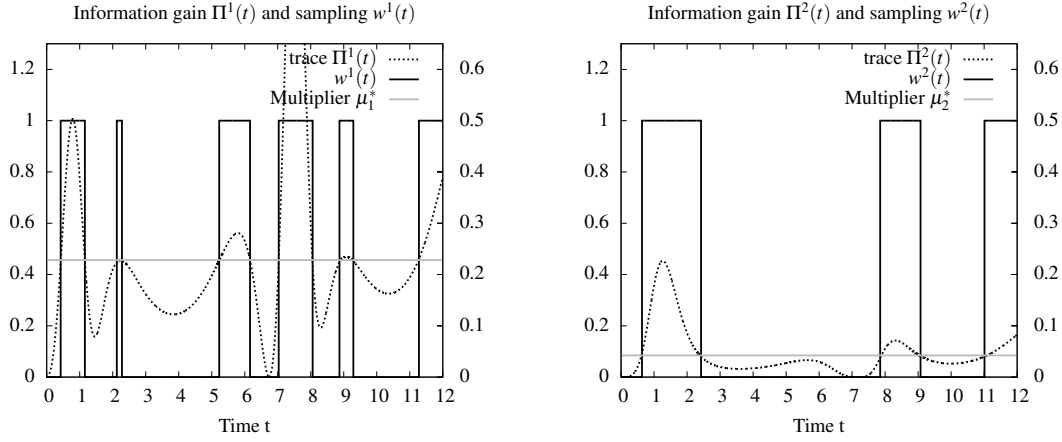 Information gain Π¹(t) and sampling w¹(t)
trace Π¹(t)
w¹(t)
Multiplier μ₁*
0
0.2
0.4
0.6
0.8
1
1.2
0
0.1
0.2
0.3
0.4
0.5
0.6
0 1 2 3 4 5 6 7 8 9 10 11 12
Time t
Information gain Π²(t) and sampling w²(t)
trace Π²(t)
w²(t)
Multiplier μ₂*
0
0.2
0.4
0.6
0.8
1
1.2
0
0.1
0.2
0.3
0.4
0.5
0.6
0 1 2 3 4 5 6 7 8 9 10 11 12
Time t